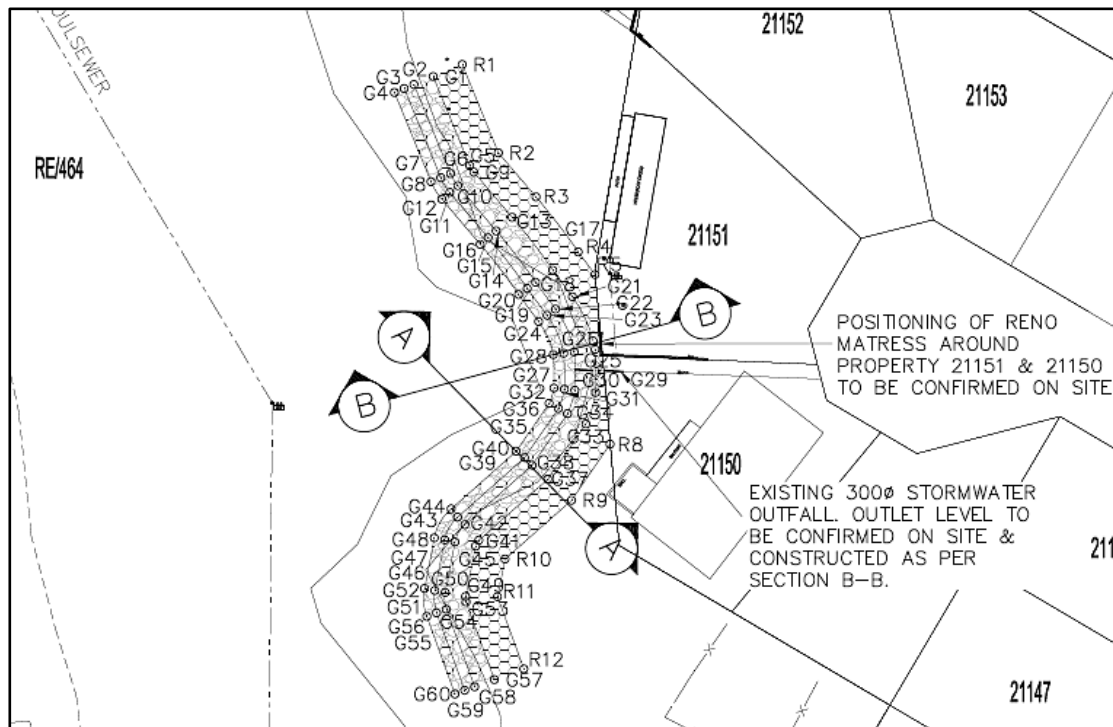 OULSEWER
RE/464
21152
21153
21151
21150
21147
211
G1
G2
G3
G4
R1
R2
G5
G6
G7
G8
G9
G10
G11
G12
R3
G13
G14
G15
G16
G17
R4
G18
G19
G20
G21
G22
G23
G24
G25
G27
G28
G29
G30
G31
G32
G33
G34
G35
G36
R8
G37
G38
G39
G40
R9
G42
G43
G44
R10
G45
G46
G47
G48
G49
G50
G51
G52
R11
G53
G54
G55
G56
R12
G57
G58
G59
G60
A
B
B
A
POSITIONING OF RENO
MATRESS AROUND
PROPERTY 21151 & 21150
TO BE CONFIRMED ON SITE
EXISTING 300ø STORMWATER
OUTFALL. OUTLET LEVEL TO
BE CONFIRMED ON SITE &
CONSTRUCTED AS PER
SECTION B-B.